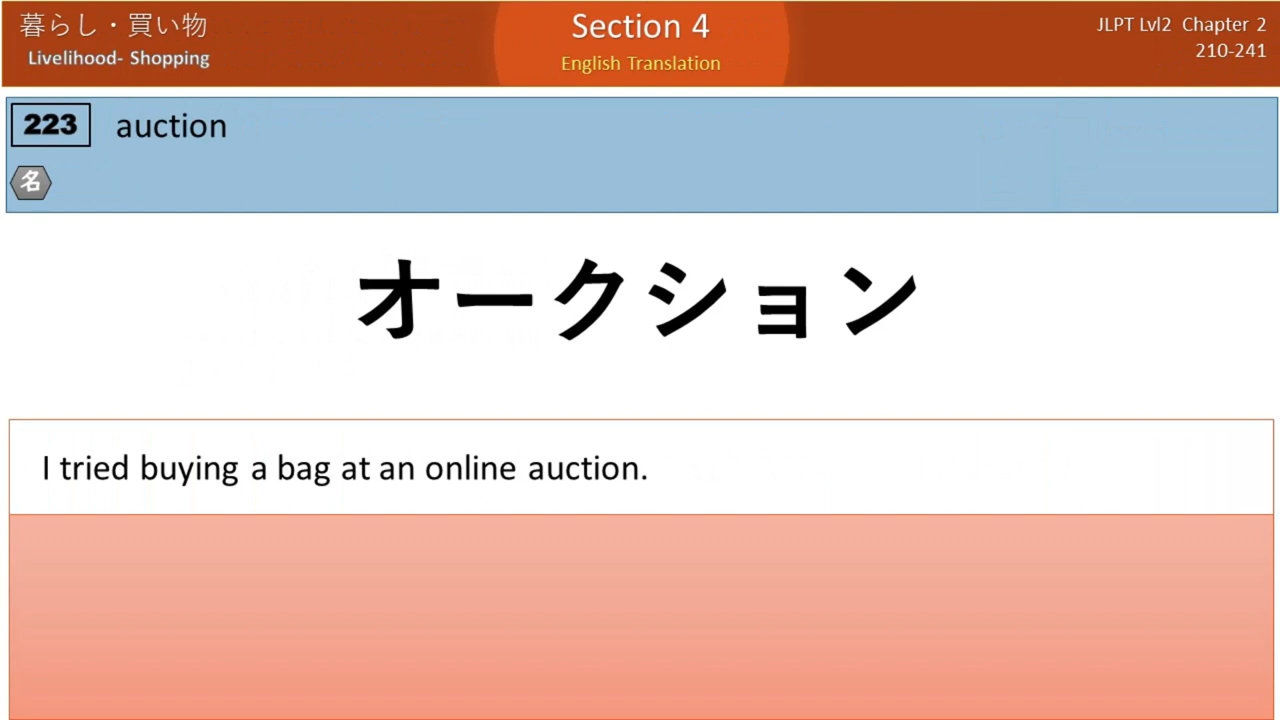 暮らし・買い物
Livelihood- Shopping
Section 4
English Translation
JLPT Lvl2 Chapter 2
210-241
223 auction
名
オークション
I tried buying a bag at an online auction.